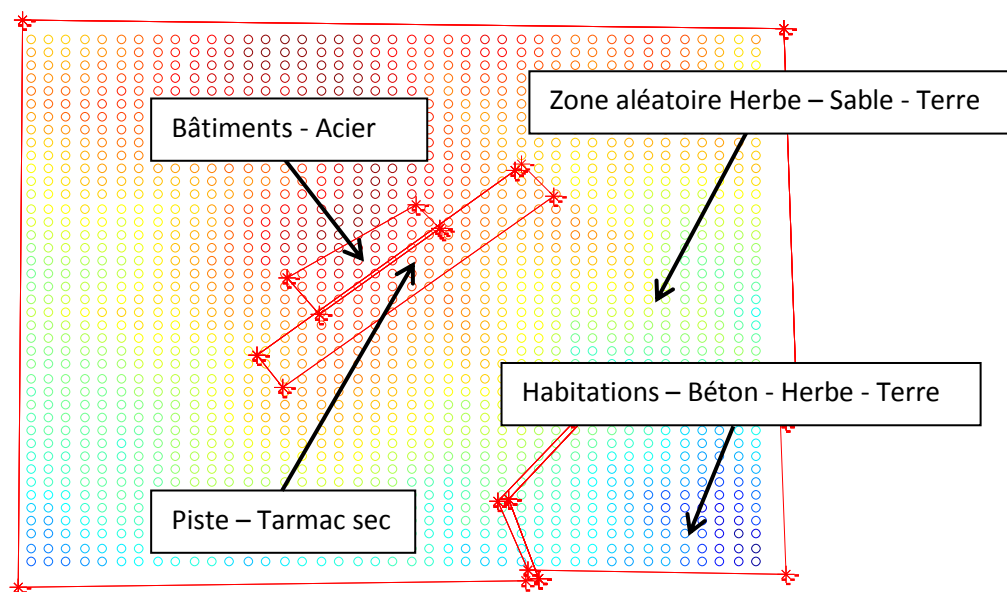 Zone aléatoire Herbe – Sable - Terre
Bâtiments - Acier
Habitations – Béton - Herbe - Terre
Piste – Tarmac sec